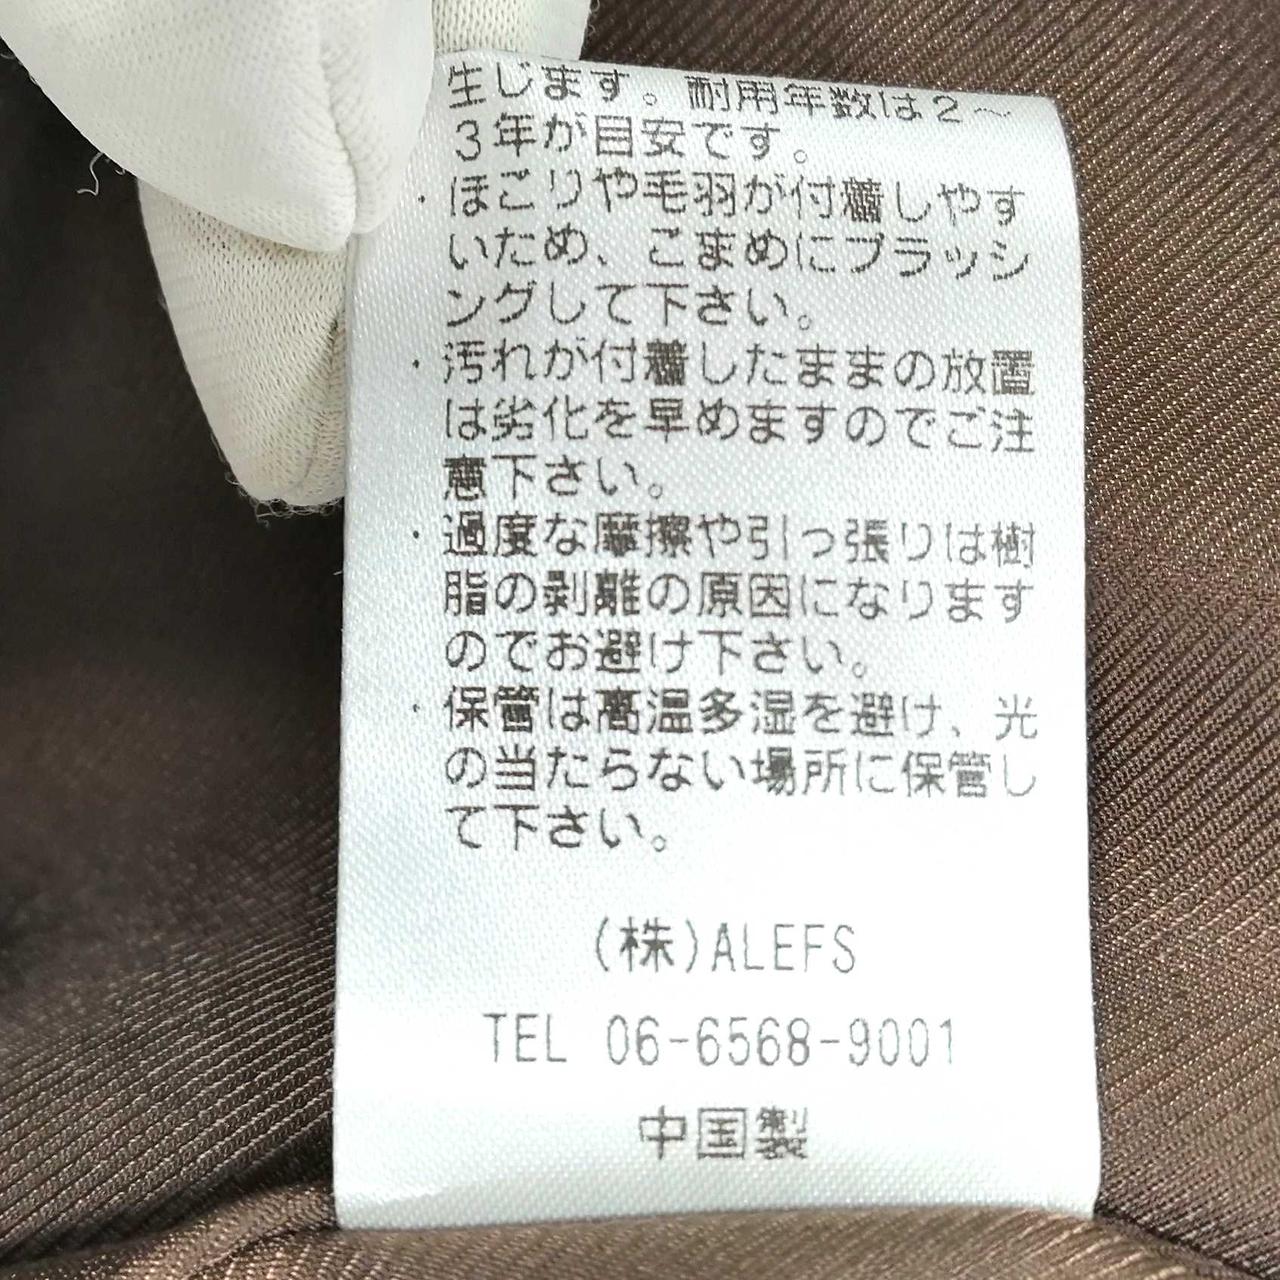 生じます。耐用年数は2～
3年が目安です。
・ほこりや毛羽が付着しやす
いため、こまめにブラッシ
ングして下さい。
・汚れが付着したままの放置
は劣化を早めますのでご注
意下さい。
・過度な摩擦や引っ張りは樹
脂の剥離の原因になります
のでお避け下さい。
・保管は高温多湿を避け、光
の当たらない場所に保管し
て下さい。
(株)ALEFS
TEL 06-6568-9001
中国製